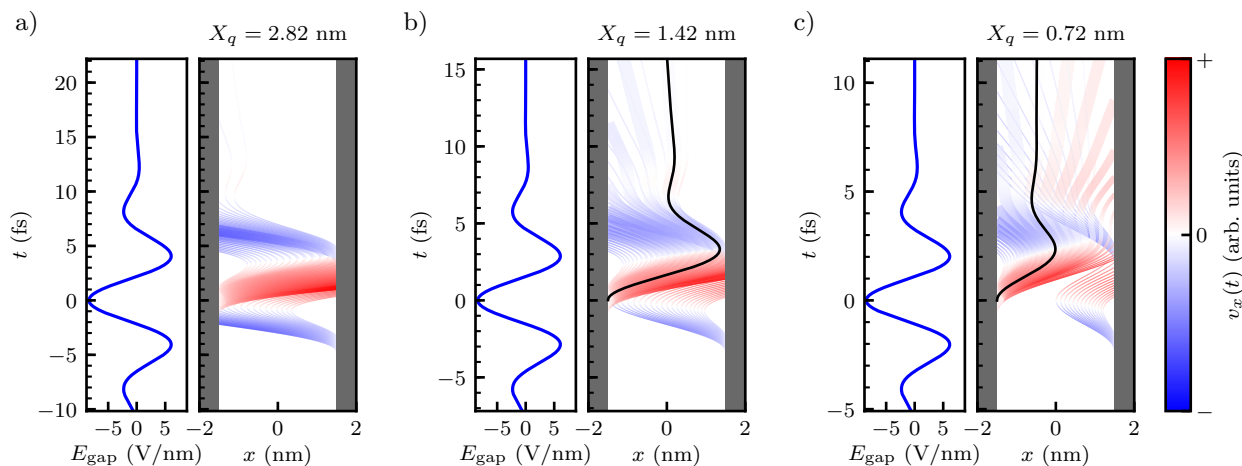 a)
X_q = 2.82 nm
b)
X_q = 1.42 nm
c)
X_q = 0.72 nm
20
15
10
5
0
−5
−10
t (fs)
−5 0 5
E_gap (V/nm)
−2 0 2
x (nm)
15
10
5
0
−5
t (fs)
−5 0 5
E_gap (V/nm)
−2 0 2
x (nm)
10
5
0
−5
t (fs)
−5 0 5
E_gap (V/nm)
−2 0 2
x (nm)
+
0
−
v_x(t) (arb. units)